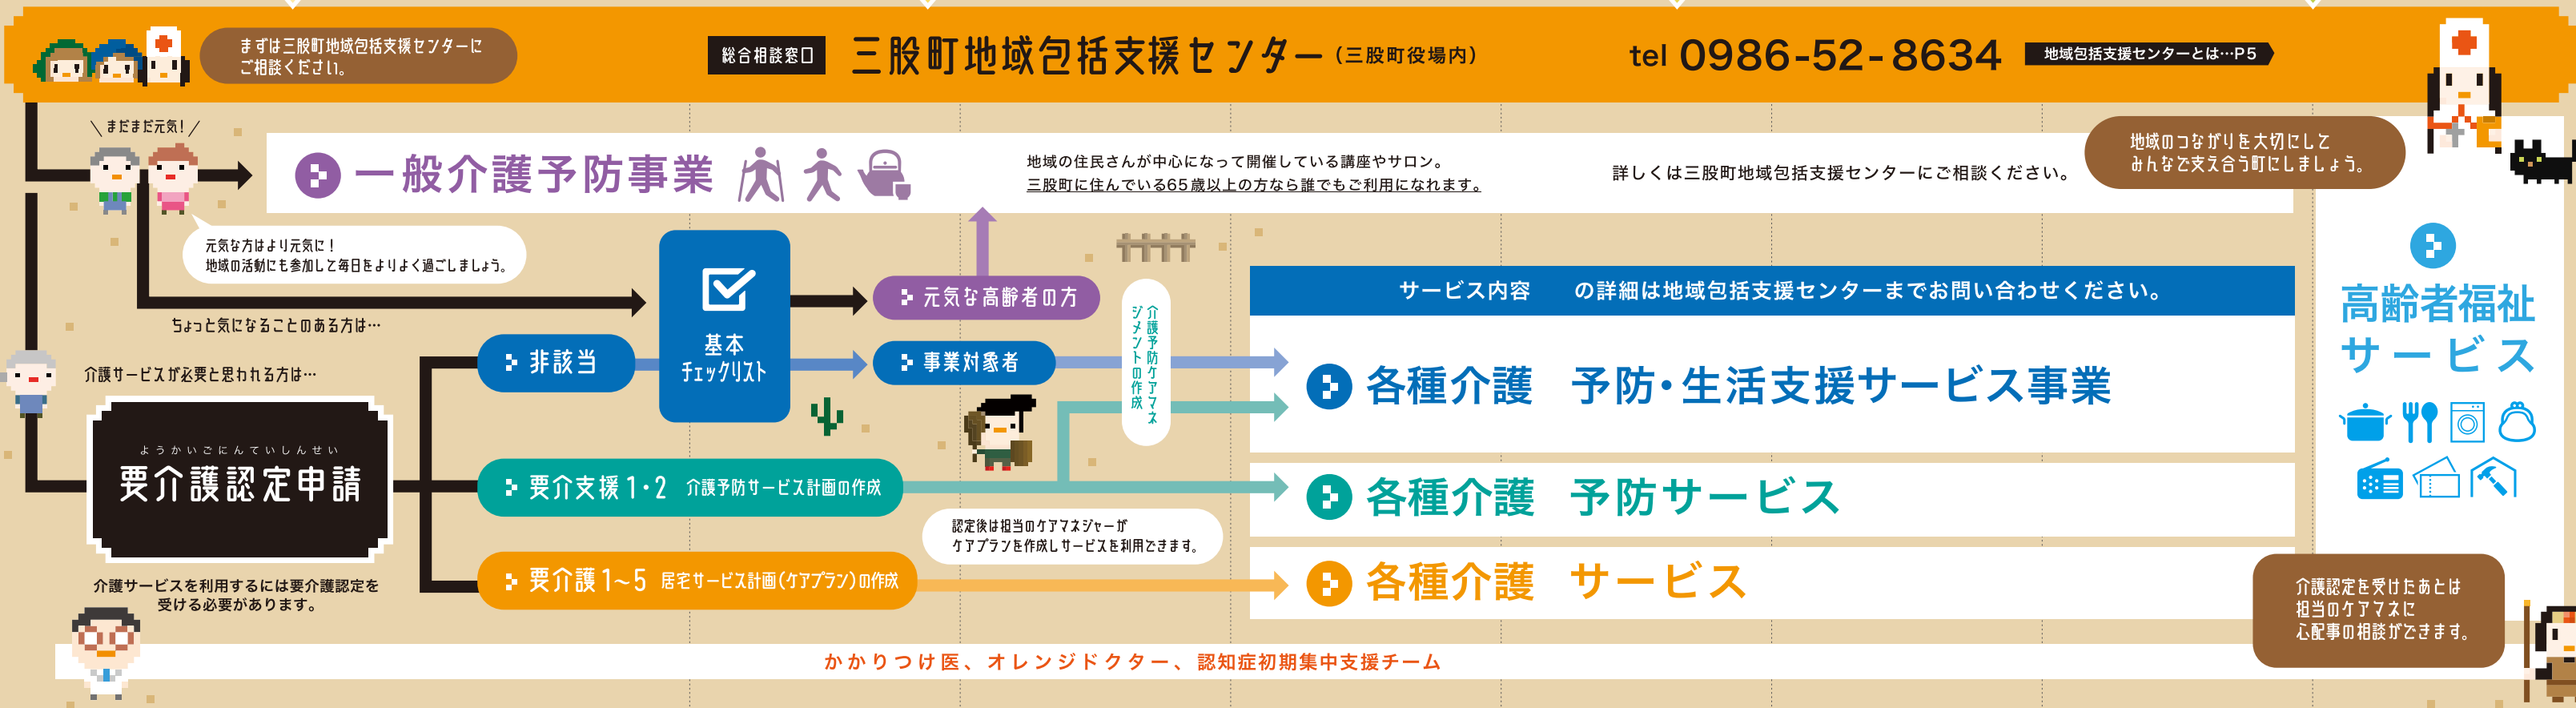 まずは三股町地域包括支援センターに
ご相談ください。
総合相談窓口
三股町地域包括支援センター（三股町役場内）
tel 0986-52-8634
地域包括支援センターとは…P5
まだまだ元気！
一般介護予防事業
地域の住民さんが中心になって開催している講座やサロン。
三股町に住んでいる65歳以上の方なら誰でもご利用になれます。
詳しくは三股町地域包括支援センターにご相談ください。
地域のつながりを大切にして
みんなで支え合う町にしましょう。
元気な方はより元気に！
地域の活動にも参加して毎日をよりよく過ごしましょう。
ちょっと気になることのある方は…
基本
チェックリスト
元気な高齢者の方
介護予防ケアマネ
ジメントの作成
サービス内容　の詳細は地域包括支援センターまでお問い合わせください。
高齢者福祉
サービス
介護サービスが必要と思われる方は…
非該当
事業対象者
各種介護　予防・生活支援サービス事業
ようかいごにんていしんせい
要介護認定申請
要介支援1・2　介護予防サービス計画の作成
各種介護　予防サービス
認定後は担当のケアマネジャーが
ケアプランを作成しサービスを利用できます。
要介護1～5　居宅サービス計画（ケアプラン）の作成
各種介護　サービス
介護サービスを利用するには要介護認定を
受ける必要があります。
介護認定を受けたあとは
担当のケアマネに
心配事の相談ができます。
かかりつけ医、オレンジドクター、認知症初期集中支援チーム